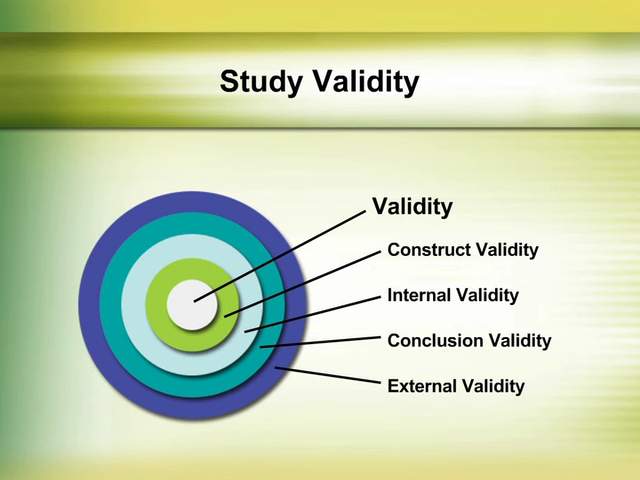 Study Validity
Validity
Construct Validity
Internal Validity
Conclusion Validity
External Validity